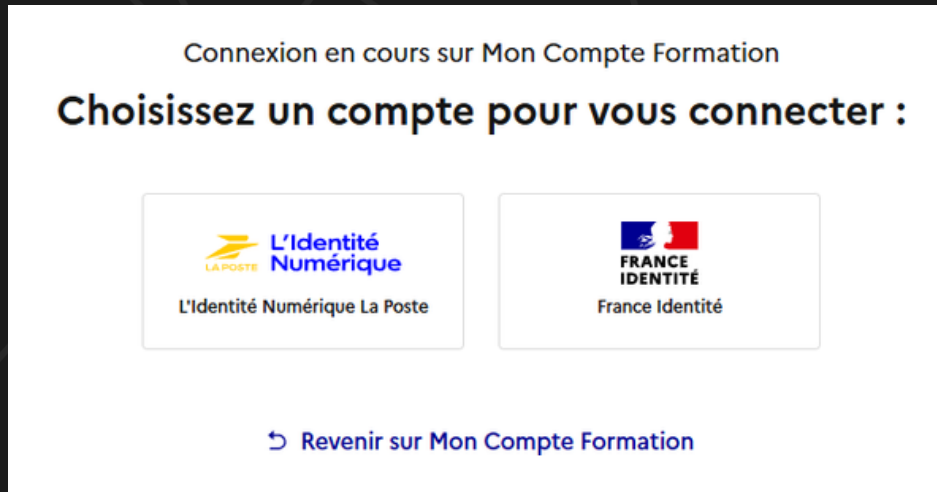 Connexion en cours sur Mon Compte Formation
Choisissez un compte pour vous connecter :
LA POSTE
L'Identité
Numérique
L'Identité Numérique La Poste
FRANCE
IDENTITÉ
France Identité
Revenir sur Mon Compte Formation